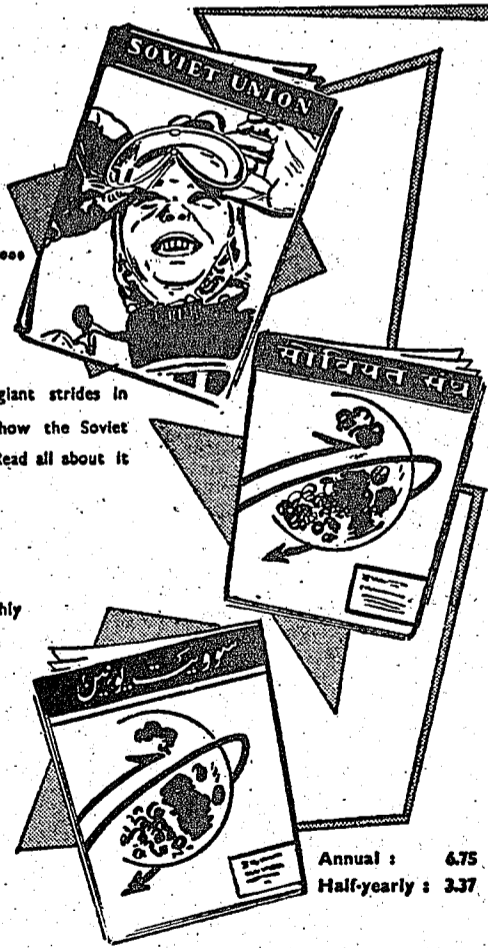 SOVIET UNION
giant strides in
how the Soviet
Read all about it
सोवियत संघ
hly
سوویت یونین
Annual : 6.75
Half-yearly : 3.37